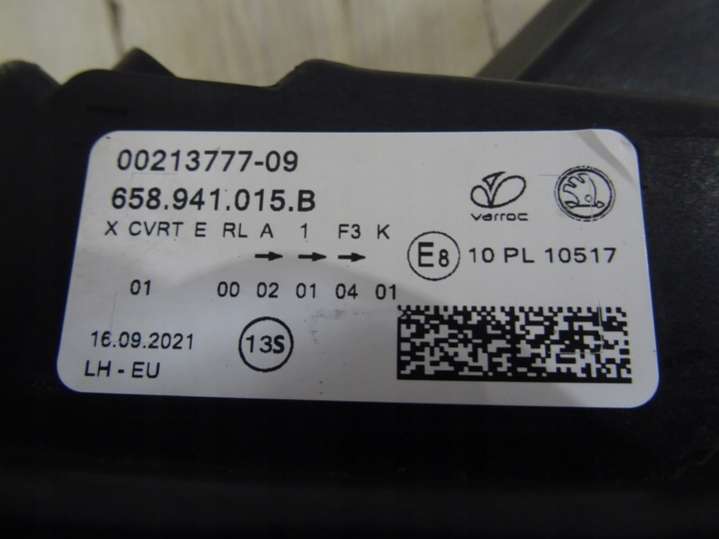 00213777-09
658.941.015.B
varroc
X CVRT E RL A 1 F3 K
→ → →
E8 10 PL 10517
01 00 02 01 04 01
16.09.2021
13S
LH - EU